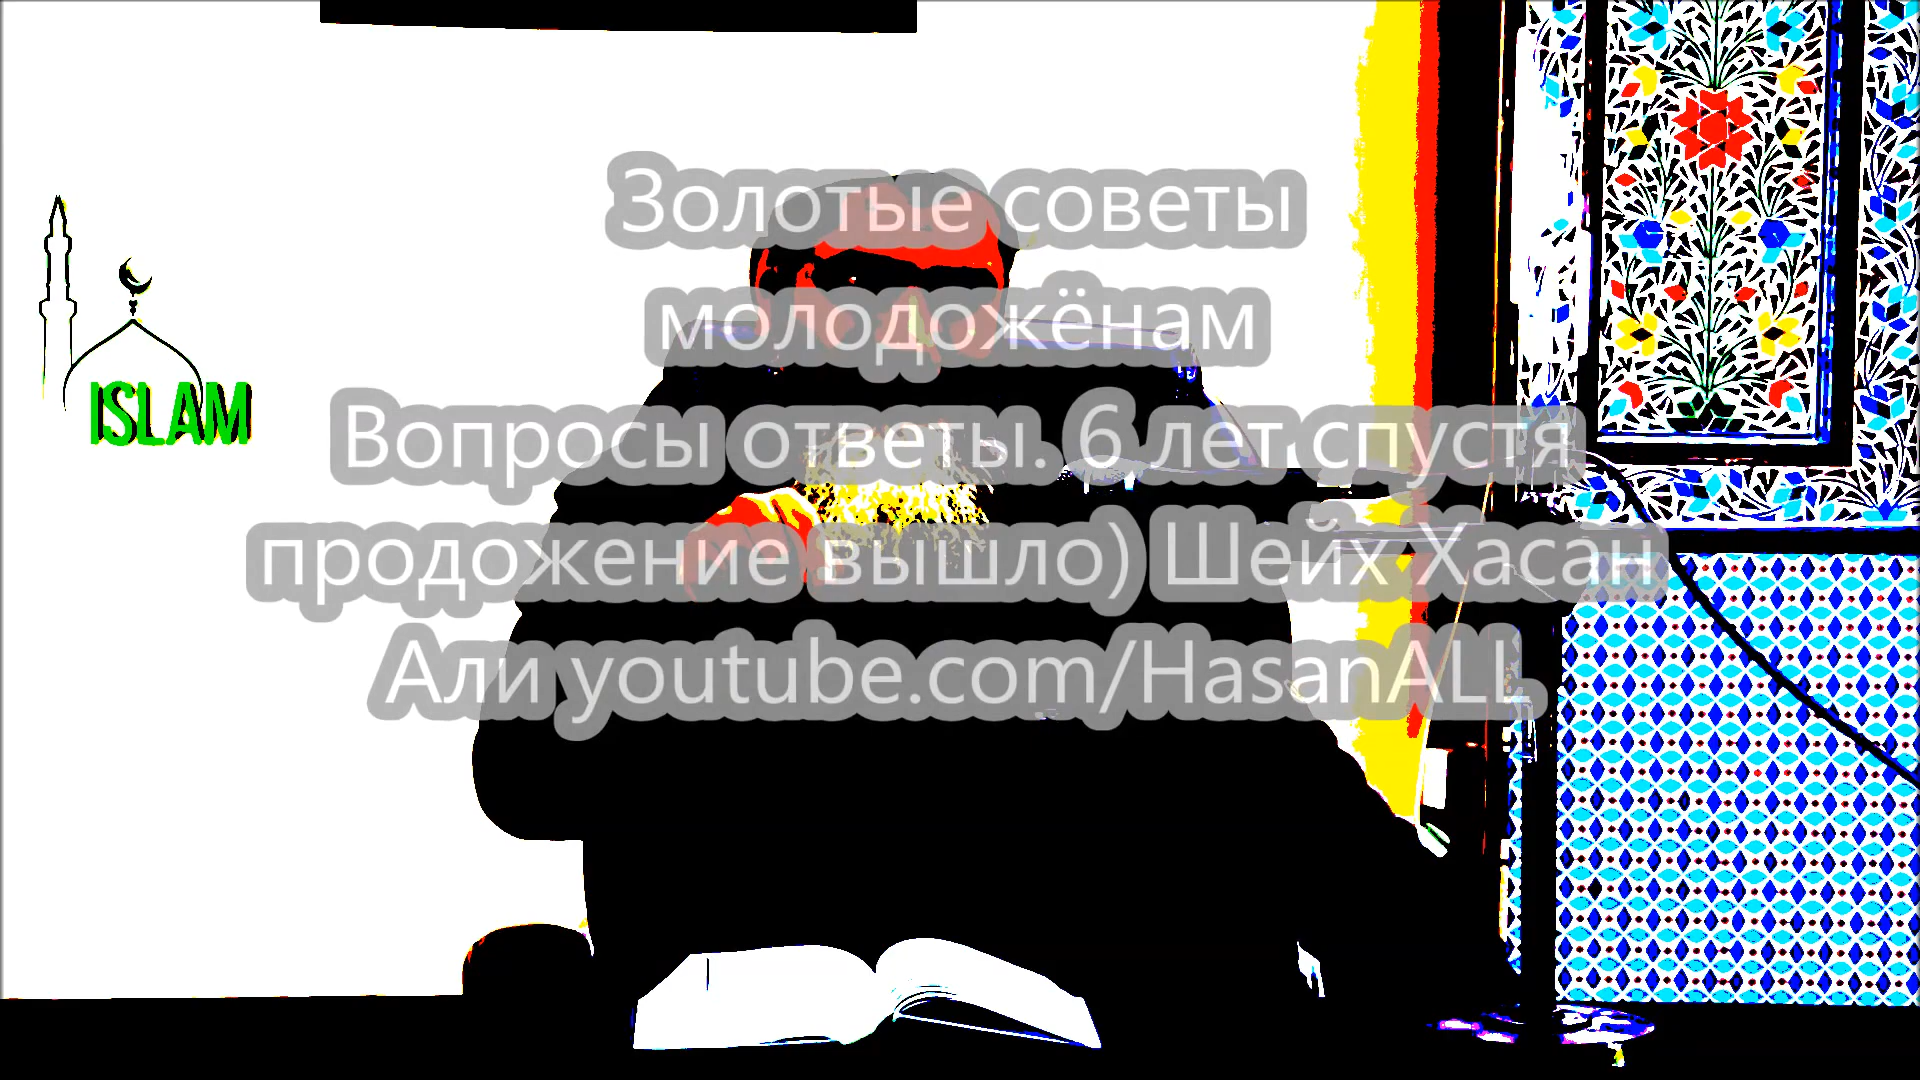 Золотые советы
молодожёнам
Вопросы ответы. 6 лет спустя
продожение вышло) Шейх Хасан
Али youtube.com/HasanALL
ISLAM